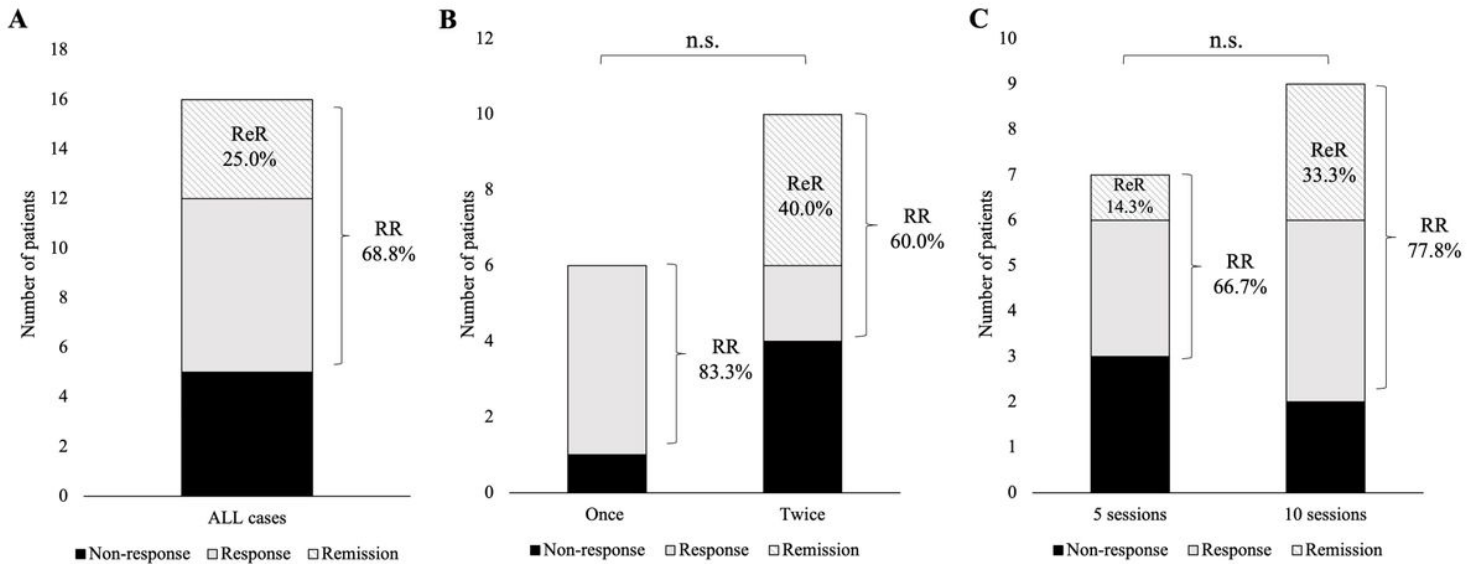 A
Number of patients
18
16
14
12
10
8
6
4
2
0
ReR
25.0%
RR
68.8%
ALL cases
Non-response Response Remission
B
Number of patients
12
10
8
6
4
2
0
n.s.
RR
83.3%
ReR
40.0%
RR
60.0%
Once Twice
Non-response Response Remission
C
Number of patients
10
9
8
7
6
5
4
3
2
1
0
n.s.
ReR
14.3%
RR
66.7%
ReR
33.3%
RR
77.8%
5 sessions 10 sessions
Non-response Response Remission